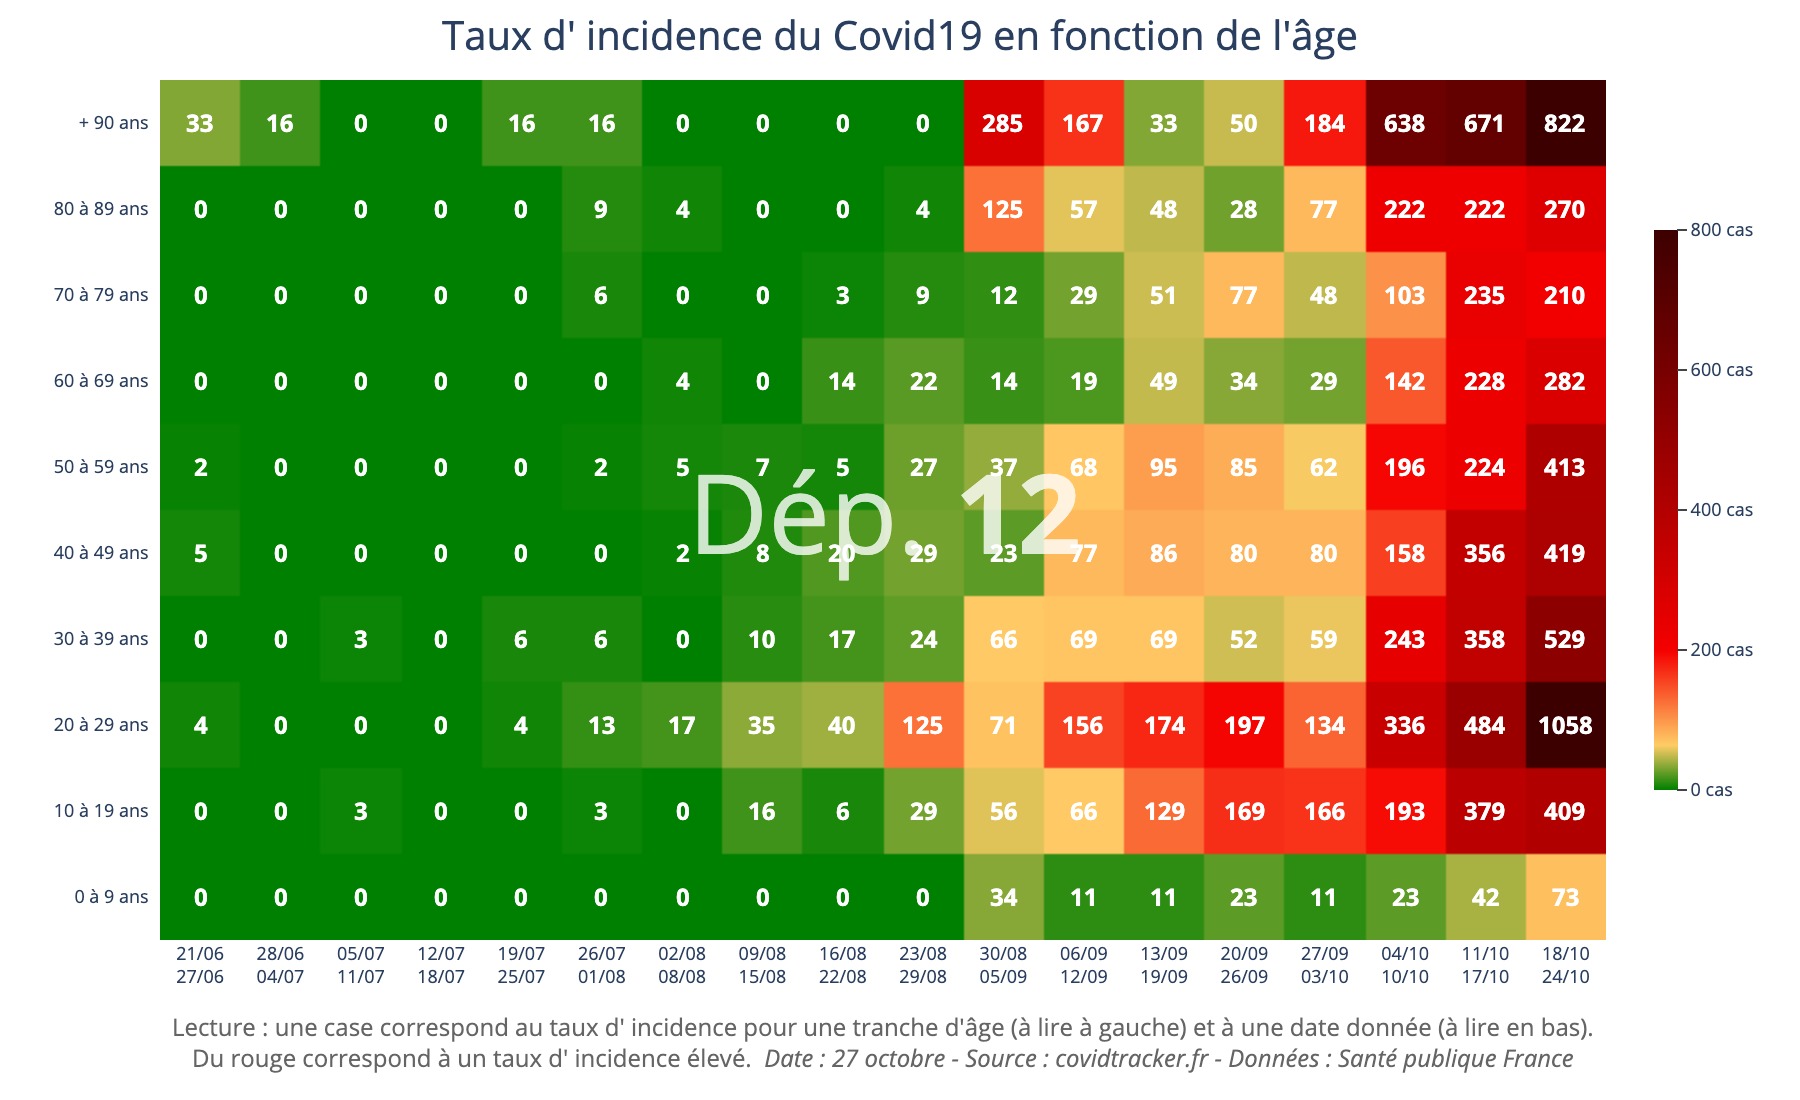 Taux d' incidence du Covid19 en fonction de l'âge
+ 90 ans 33 16 0 0 16 16 0 0 0 0 285 167 33 50 184 638 671 822
80 à 89 ans 0 0 0 0 0 9 4 0 0 4 125 57 48 28 77 222 222 270
70 à 79 ans 0 0 0 0 0 6 0 0 3 9 12 29 51 77 48 103 235 210
60 à 69 ans 0 0 0 0 0 0 4 0 14 22 14 19 49 34 29 142 228 282
50 à 59 ans 2 0 0 0 0 2 5 7 5 27 37 68 95 85 62 196 224 413
Dép. 12
40 à 49 ans 5 0 0 0 0 0 2 8 20 29 23 77 86 80 80 158 356 419
30 à 39 ans 0 0 3 0 6 6 0 10 17 24 66 69 69 52 59 243 358 529
20 à 29 ans 4 0 0 0 4 13 17 35 40 125 71 156 174 197 134 336 484 1058
10 à 19 ans 0 0 3 0 0 3 0 16 6 29 56 66 129 169 166 193 379 409
0 à 9 ans 0 0 0 0 0 0 0 0 0 0 34 11 11 23 11 23 42 73
21/06 28/06 05/07 12/07 19/07 26/07 02/08 09/08 16/08 23/08 30/08 06/09 13/09 20/09 27/09 04/10 11/10 18/10
27/06 04/07 11/07 18/07 25/07 01/08 08/08 15/08 22/08 29/08 05/09 12/09 19/09 26/09 03/10 10/10 17/10 24/10
800 cas
600 cas
400 cas
200 cas
0 cas
Lecture : une case correspond au taux d' incidence pour une tranche d'âge (à lire à gauche) et à une date donnée (à lire en bas).
Du rouge correspond à un taux d' incidence élevé. Date : 27 octobre - Source : covidtracker.fr - Données : Santé publique France